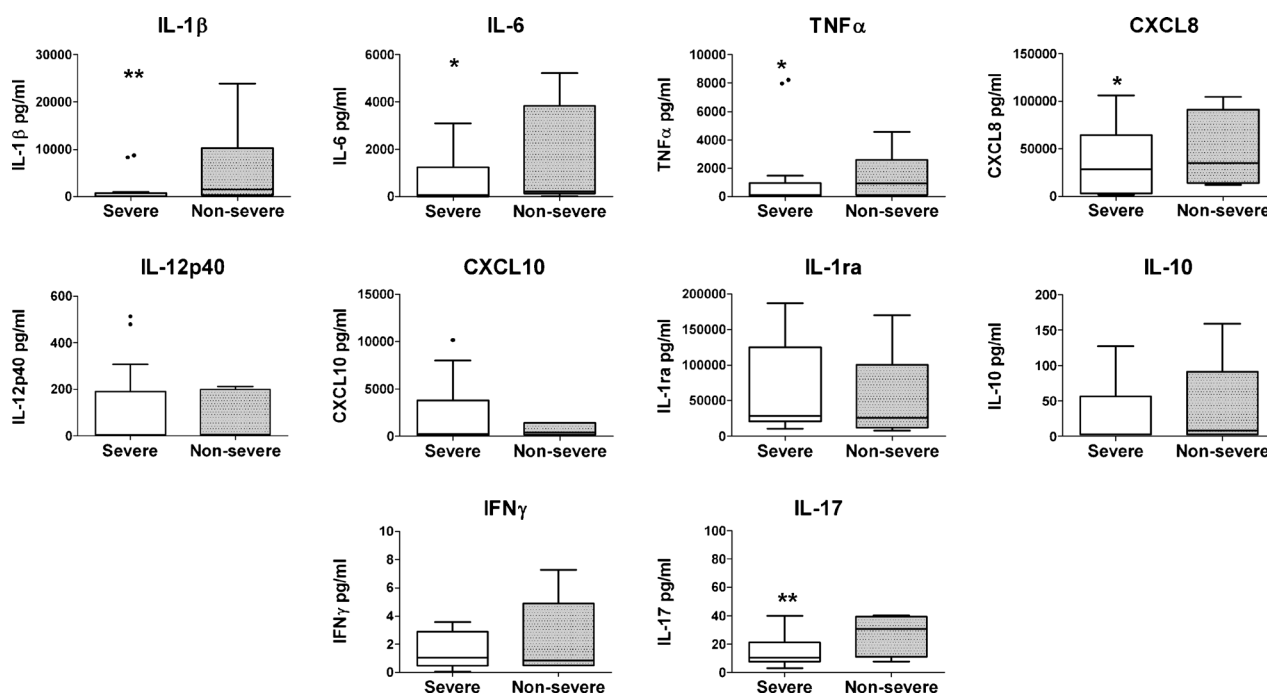 IL-1β
IL-1β pg/ml
30000
20000
10000
0
**
Severe Non-severe
IL-6
IL-6 pg/ml
6000
4000
2000
0
*
Severe Non-severe
TNFα
TNFα pg/ml
10000
8000
6000
4000
2000
0
*
Severe Non-severe
CXCL8
CXCL8 pg/ml
150000
100000
50000
0
*
Severe Non-severe
IL-12p40
IL-12p40 pg/ml
600
400
200
0
Severe Non-severe
CXCL10
CXCL10 pg/ml
15000
10000
5000
0
Severe Non-severe
IL-1ra
IL-1ra pg/ml
200000
150000
100000
50000
0
Severe Non-severe
IL-10
IL-10 pg/ml
200
150
100
50
0
Severe Non-severe
IFNγ
IFNγ pg/ml
10
8
6
4
2
0
Severe Non-severe
IL-17
IL-17 pg/ml
100
80
60
40
20
0
**
Severe Non-severe